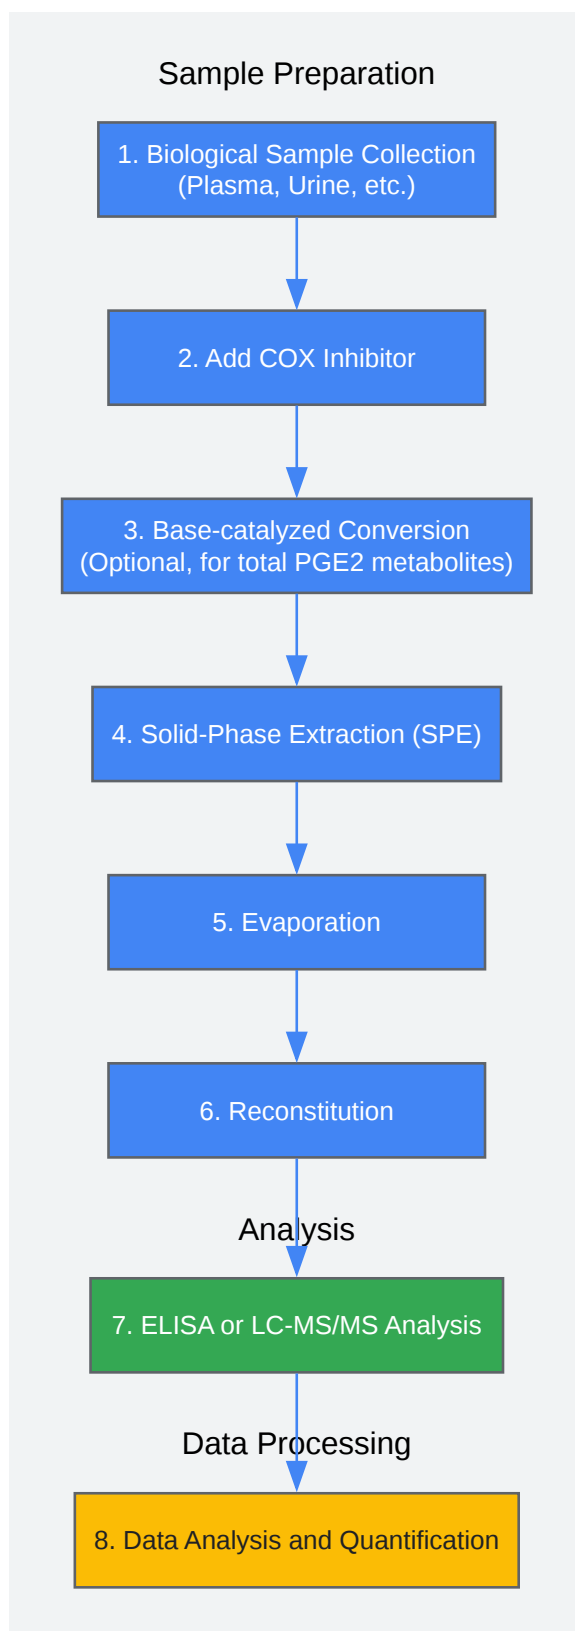 Sample Preparation
1. Biological Sample Collection
(Plasma, Urine, etc.)
2. Add COX Inhibitor
3. Base-catalyzed Conversion
(Optional, for total PGE2 metabolites)
4. Solid-Phase Extraction (SPE)
5. Evaporation
6. Reconstitution
Analysis
7. ELISA or LC-MS/MS Analysis
Data Processing
8. Data Analysis and Quantification